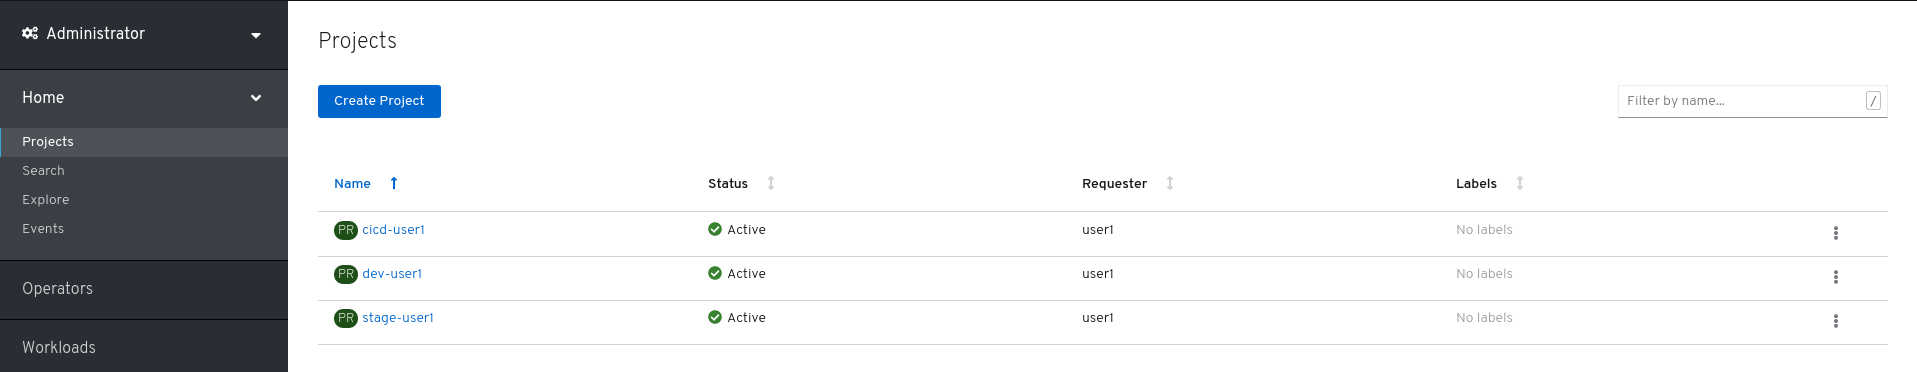 Administrator
Home
Projects
Search
Explore
Events
Operators
Workloads
Projects
Create Project
Filter by name...
/
Name Status Requester Labels
PR cicd-user1 Active user1 No labels
PR dev-user1 Active user1 No labels
PR stage-user1 Active user1 No labels